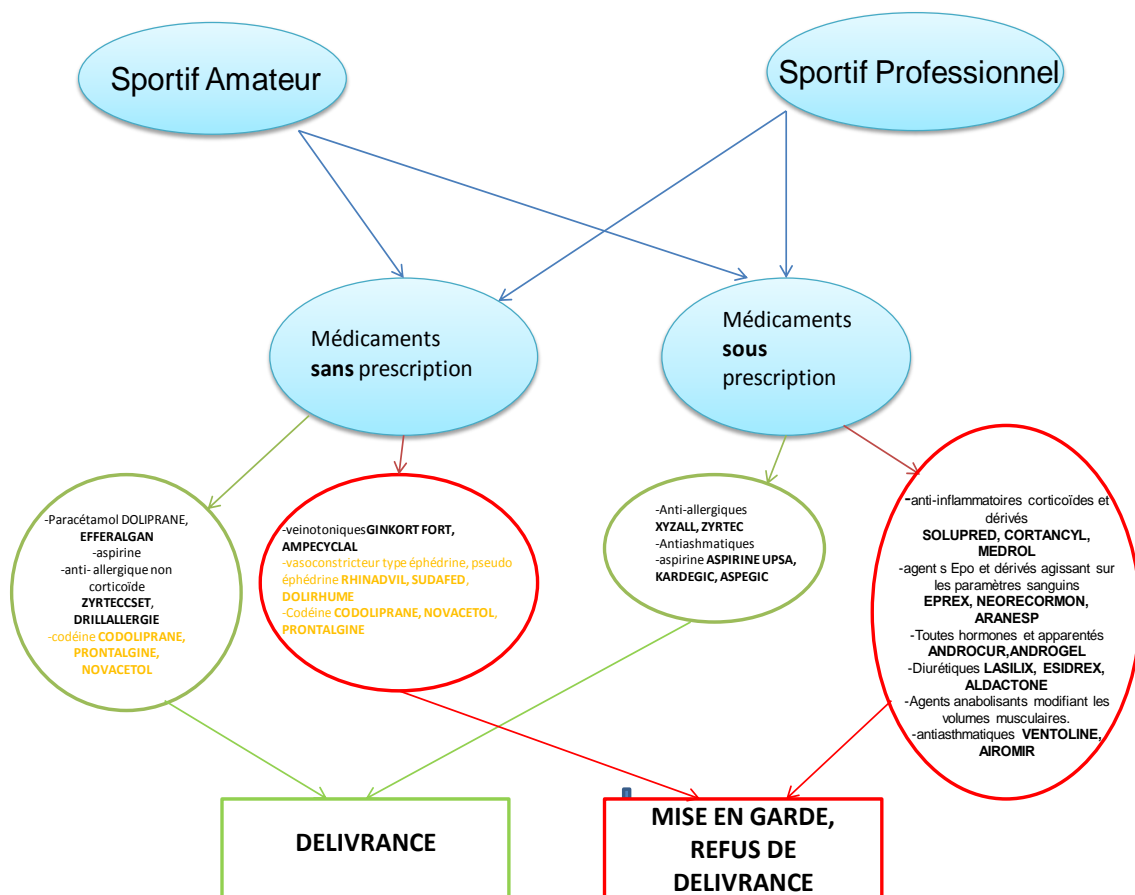 Sportif Amateur
Sportif Professionnel
Médicaments
sans prescription
Médicaments
sous
prescription
-Paracétamol DOLIPRANE,
EFFERALGAN
-aspirine
-anti- allergique non
corticoïde
ZYRTECCSET,
DRILLALLERGIE
-codéine CODOLIPRANE,
PRONTALGINE,
NOVACETOL
-veinotoniquesGINKORT FORT,
AMPECYCLAL
-vasoconstricteur type éphédrine, pseudo
éphédrine RHINADVIL, SUDAFED,
DOLIRHUME
-Codéine CODOLIPRANE, NOVACETOL,
PRONTALGINE
-Anti-allergiques
XYZALL, ZYRTEC
-Antiashmatiques
-aspirine ASPIRINE UPSA,
KARDEGIC, ASPEGIC
-anti-inflammatoires corticoïdes et
dérivés
SOLUPRED, CORTANCYL,
MEDROL
-agent s Epo et dérivés agissant sur
les paramètres sanguins
EPREX, NEORECORMON,
ARANESP
-Toutes hormones et apparentés
ANDROCUR,ANDROGEL
-Diurétiques LASILIX, ESIDREX,
ALDACTONE
-Agents anabolisants modifiant les
volumes musculaires.
-antiasthmatiques VENTOLINE,
AIROMIR
DELIVRANCE
MISE EN GARDE,
REFUS DE
DELIVRANCE